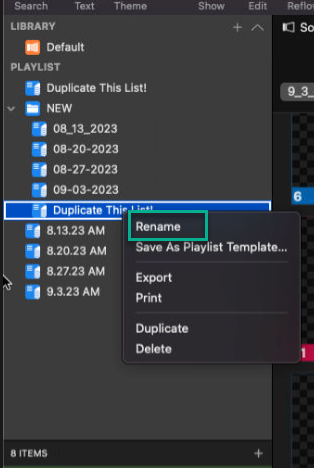 Search Text Theme Show Edit Reflow
LIBRARY
Default
PLAYLIST
Duplicate This List!
NEW
08_13_2023
08-20-2023
08-27-2023
09-03-2023
Duplicate This List!
8.13.23 AM
8.20.23 AM
8.27.23 AM
9.3.23 AM
Rename
Save As Playlist Template...
Export
Print
Duplicate
Delete
8 ITEMS
So
9_3_
6
1